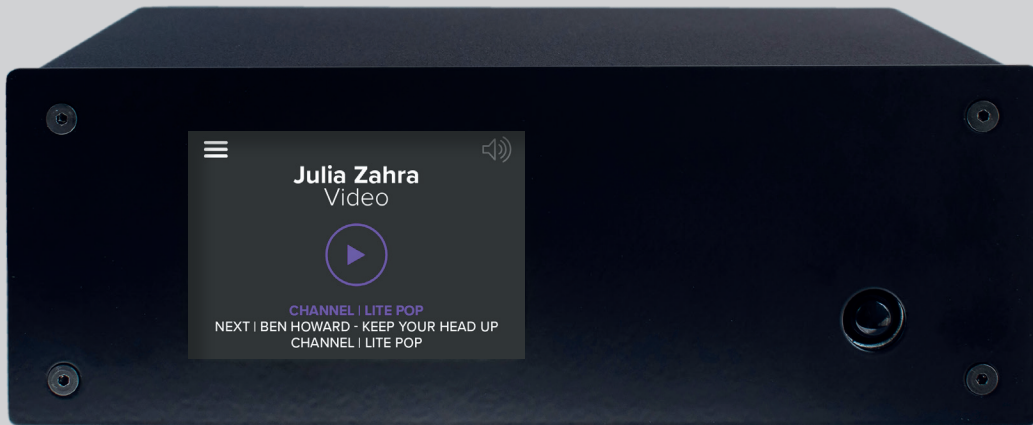 Julia Zahra
Video
CHANNEL | LITE POP
NEXT | BEN HOWARD - KEEP YOUR HEAD UP
CHANNEL | LITE POP